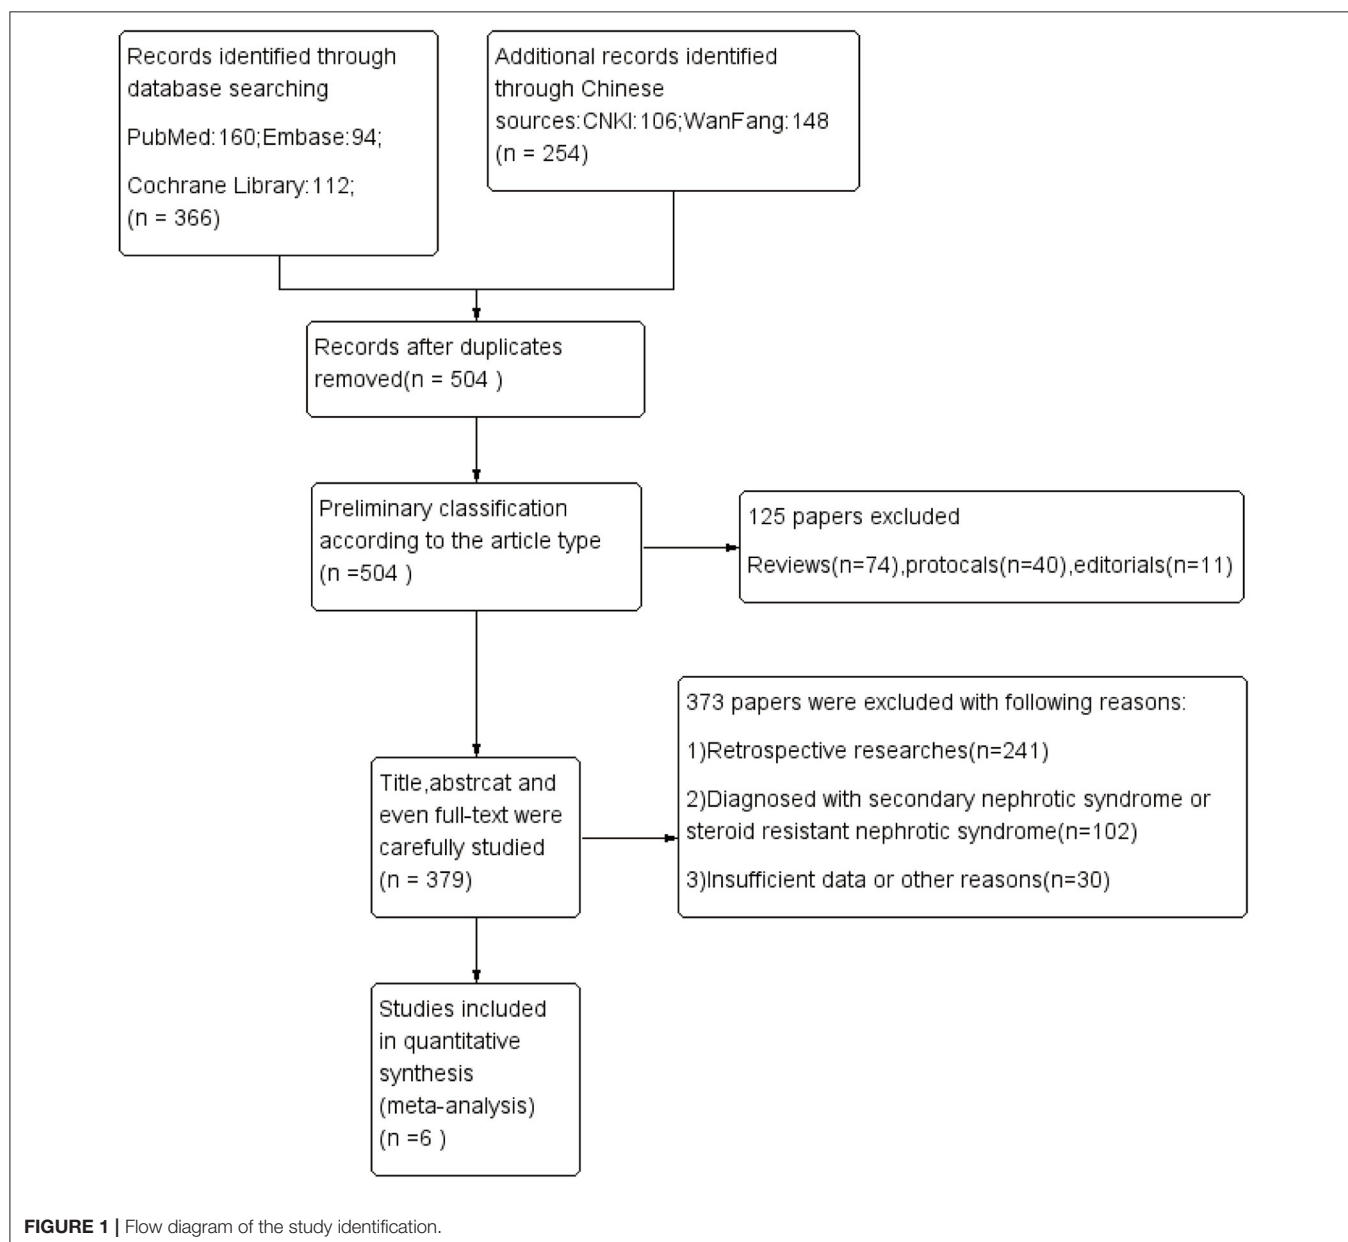 Records identified through
database searching
PubMed:160;Embase:94;
Cochrane Library:112;
(n = 366)
Additional records identified
through Chinese
sources:CNKI:106;WanFang:148
(n = 254)
Records after duplicates
removed(n = 504 )
Preliminary classification
according to the article type
(n =504 )
125 papers excluded
Reviews(n=74),protocals(n=40),editorials(n=11)
Title,abstrcat and
even full-text were
carefully studied
(n = 379)
373 papers were excluded with following reasons:
1)Retrospective researches(n=241)
2)Diagnosed with secondary nephrotic syndrome or
steroid resistant nephrotic syndrome(n=102)
3)Insufficient data or other reasons(n=30)
Studies included
in quantitative
synthesis
(meta-analysis)
(n =6 )
FIGURE 1 | Flow diagram of the study identification.